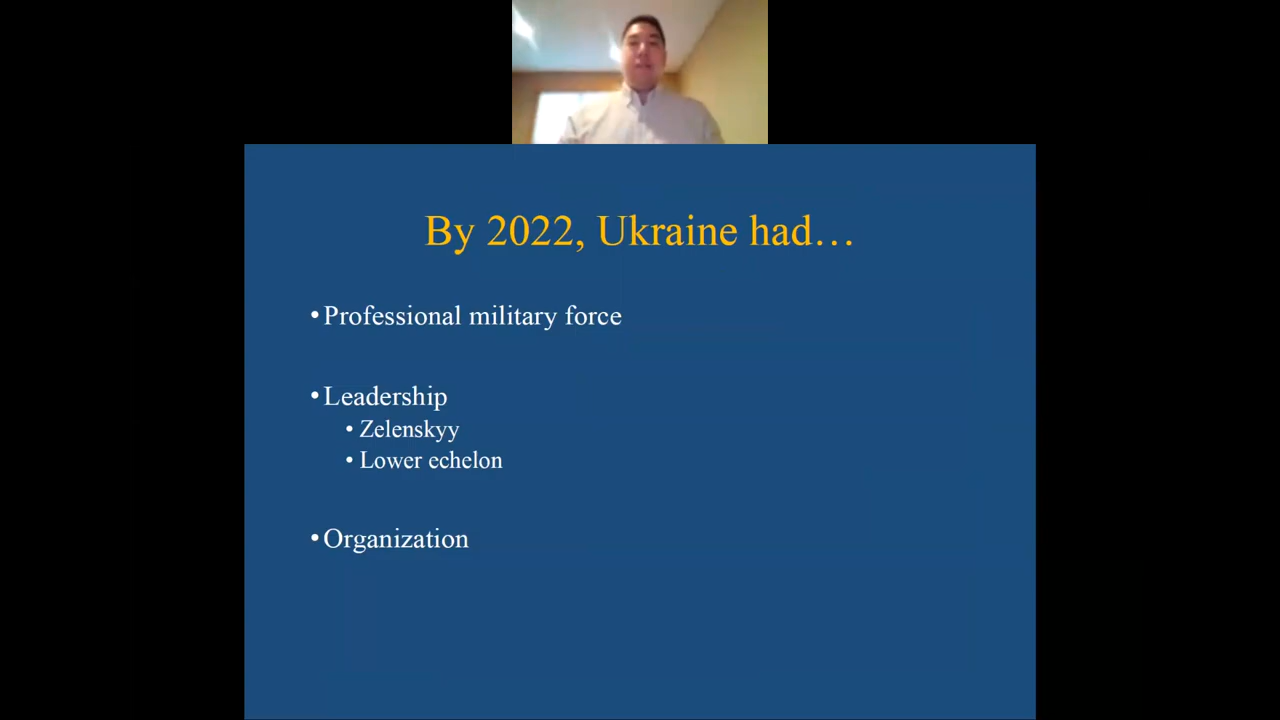 By 2022, Ukraine had…
•Professional military force
•Leadership
• Zelenskyy
• Lower echelon
•Organization